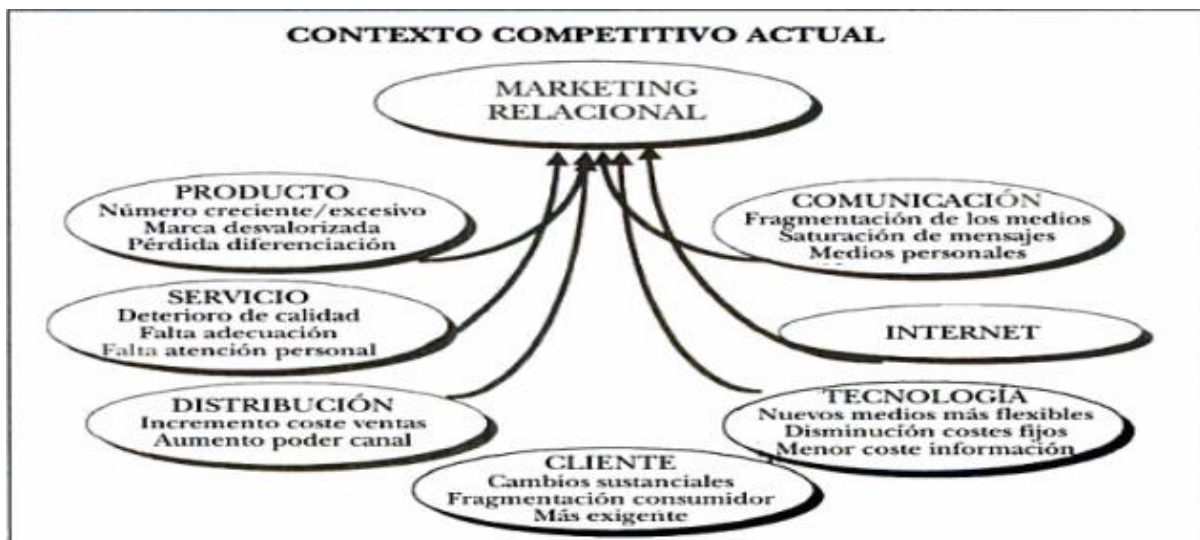 CONTEXTO COMPETITIVO ACTUAL
MARKETING
RELACIONAL
PRODUCTO
Número creciente/excesivo
Marca desvalorizada
Pérdida diferenciación
COMUNICACIÓN
Fragmentación de los medios
Saturación de mensajes
Medios personales
SERVICIO
Deterioro de calidad
Falta adecuación
Falta atención personal
INTERNET
DISTRIBUCIÓN
Incremento coste ventas
Aumento poder canal
TECNOLOGÍA
Nuevos medios más flexibles
Disminución costes fijos
Menor coste información
CLIENTE
Cambios sustanciales
Fragmentación consumidor
Más exigente